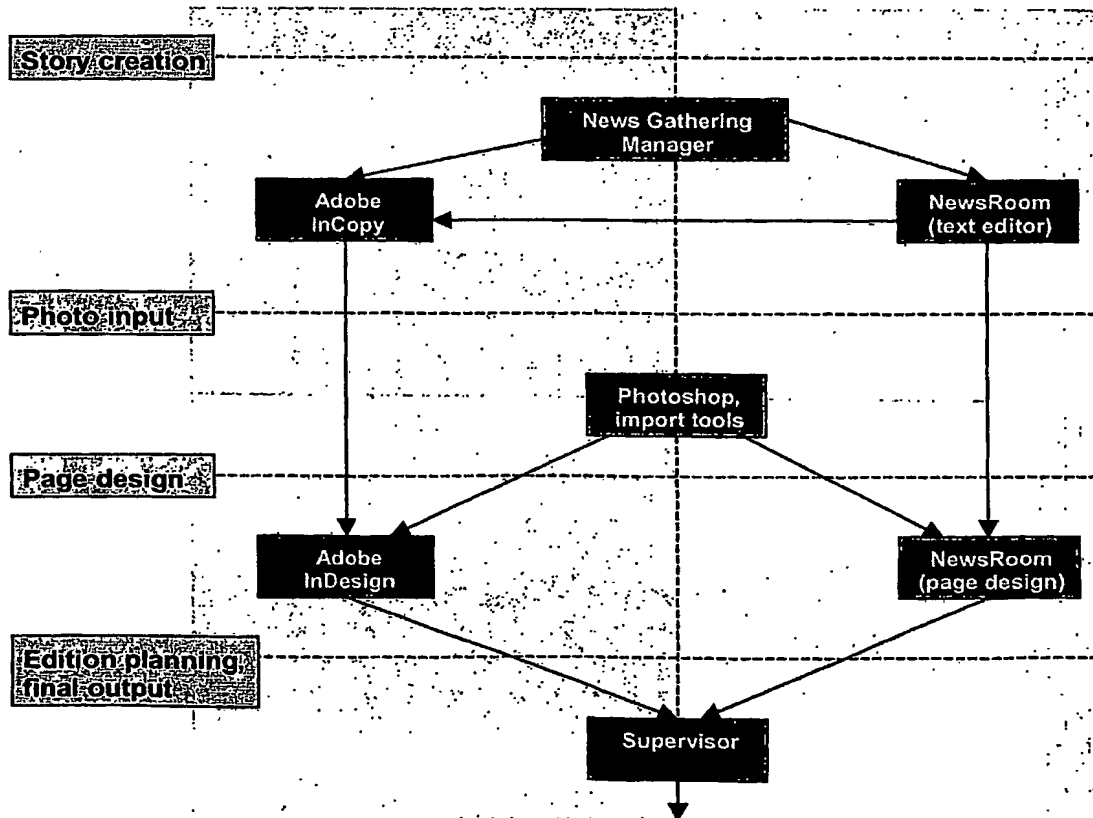 Story creation
News Gathering
Manager
Adobe
InCopy
NewsRoom
(text editor)
Photo input
Photoshop,
import tools
Page design
Adobe
InDesign
NewsRoom
(page design)
Edition planning
final output
Supervisor